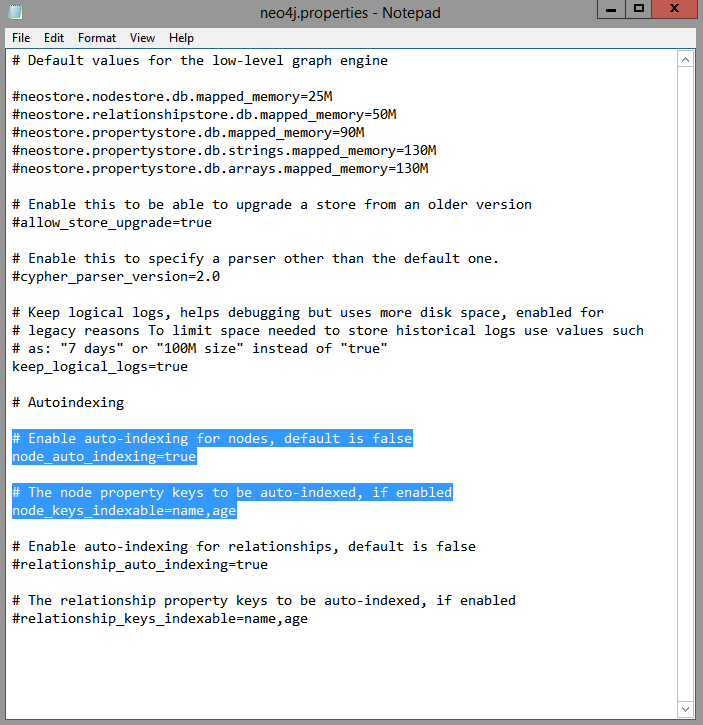 neo4j.properties - Notepad
File Edit Format View Help
# Default values for the low-level graph engine
#neostore.nodestore.db.mapped_memory=25M
#neostore.relationshipstore.db.mapped_memory=50M
#neostore.propertystore.db.mapped_memory=90M
#neostore.propertystore.db.strings.mapped_memory=130M
#neostore.propertystore.db.arrays.mapped_memory=130M
# Enable this to be able to upgrade a store from an older version
#allow_store_upgrade=true
# Enable this to specify a parser other than the default one.
#cypher_parser_version=2.0
# Keep logical logs, helps debugging but uses more disk space, enabled for
# legacy reasons To limit space needed to store historical logs use values such
# as: "7 days" or "100M size" instead of "true"
keep_logical_logs=true
# Autoindexing
# Enable auto-indexing for nodes, default is false
node_auto_indexing=true
# The node property keys to be auto-indexed, if enabled
node_keys_indexable=name,age
# Enable auto-indexing for relationships, default is false
#relationship_auto_indexing=true
# The relationship property keys to be auto-indexed, if enabled
#relationship_keys_indexable=name,age